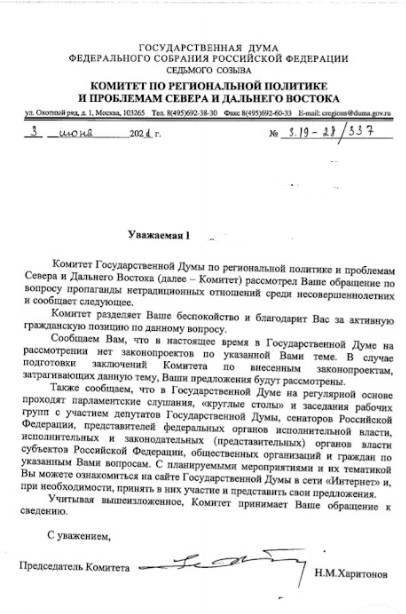 ГОСУДАРСТВЕННАЯ ДУМА
ФЕДЕРАЛЬНОГО СОБРАНИЯ РОССИЙСКОЙ ФЕДЕРАЦИИ
СЕДЬМОГО СОЗЫВА
КОМИТЕТ ПО РЕГИОНАЛЬНОЙ ПОЛИТИКЕ
И ПРОБЛЕМАМ СЕВЕРА И ДАЛЬНЕГО ВОСТОКА
ул. Охотный ряд, д. 1, Москва, 103265 Тел. 8(495)692-38-30 Факс 8(495)692-60-33 E-mail: cregions@duma.gov.ru
3 июня 2021 г. № 3.19-28/337
Уважаемая
Комитет Государственной Думы по региональной политике и проблемам
Севера и Дальнего Востока (далее – Комитет) рассмотрел Ваше обращение по
вопросу пропаганды нетрадиционных отношений среди несовершеннолетних
и сообщает следующее.
Комитет разделяет Ваше беспокойство и благодарит Вас за активную
гражданскую позицию по данному вопросу.
Сообщаем Вам, что в настоящее время в Государственной Думе на
рассмотрении нет законопроектов по указанной Вами теме. В случае
подготовки заключений Комитета по внесенным законопроектам,
затрагивающих данную тему, Ваши предложения будут рассмотрены.
Также сообщаем, что в Государственной Думе на регулярной основе
проходят парламентские слушания, «круглые столы» и заседания рабочих
групп с участием депутатов Государственной Думы, сенаторов Российской
Федерации, представителей федеральных органов исполнительной власти,
исполнительных и законодательных (представительных) органов власти
субъектов Российской Федерации, общественных организаций и граждан по
указанным Вами вопросам. С планируемыми мероприятиями и их тематикой
Вы можете ознакомиться на сайте Государственной Думы в сети «Интернет» и,
при необходимости, принять в них участие и представить свои предложения.
Учитывая вышеизложенное, Комитет принимает Ваше обращение к
сведению.
С уважением,
Председатель Комитета Н.М.Харитонов